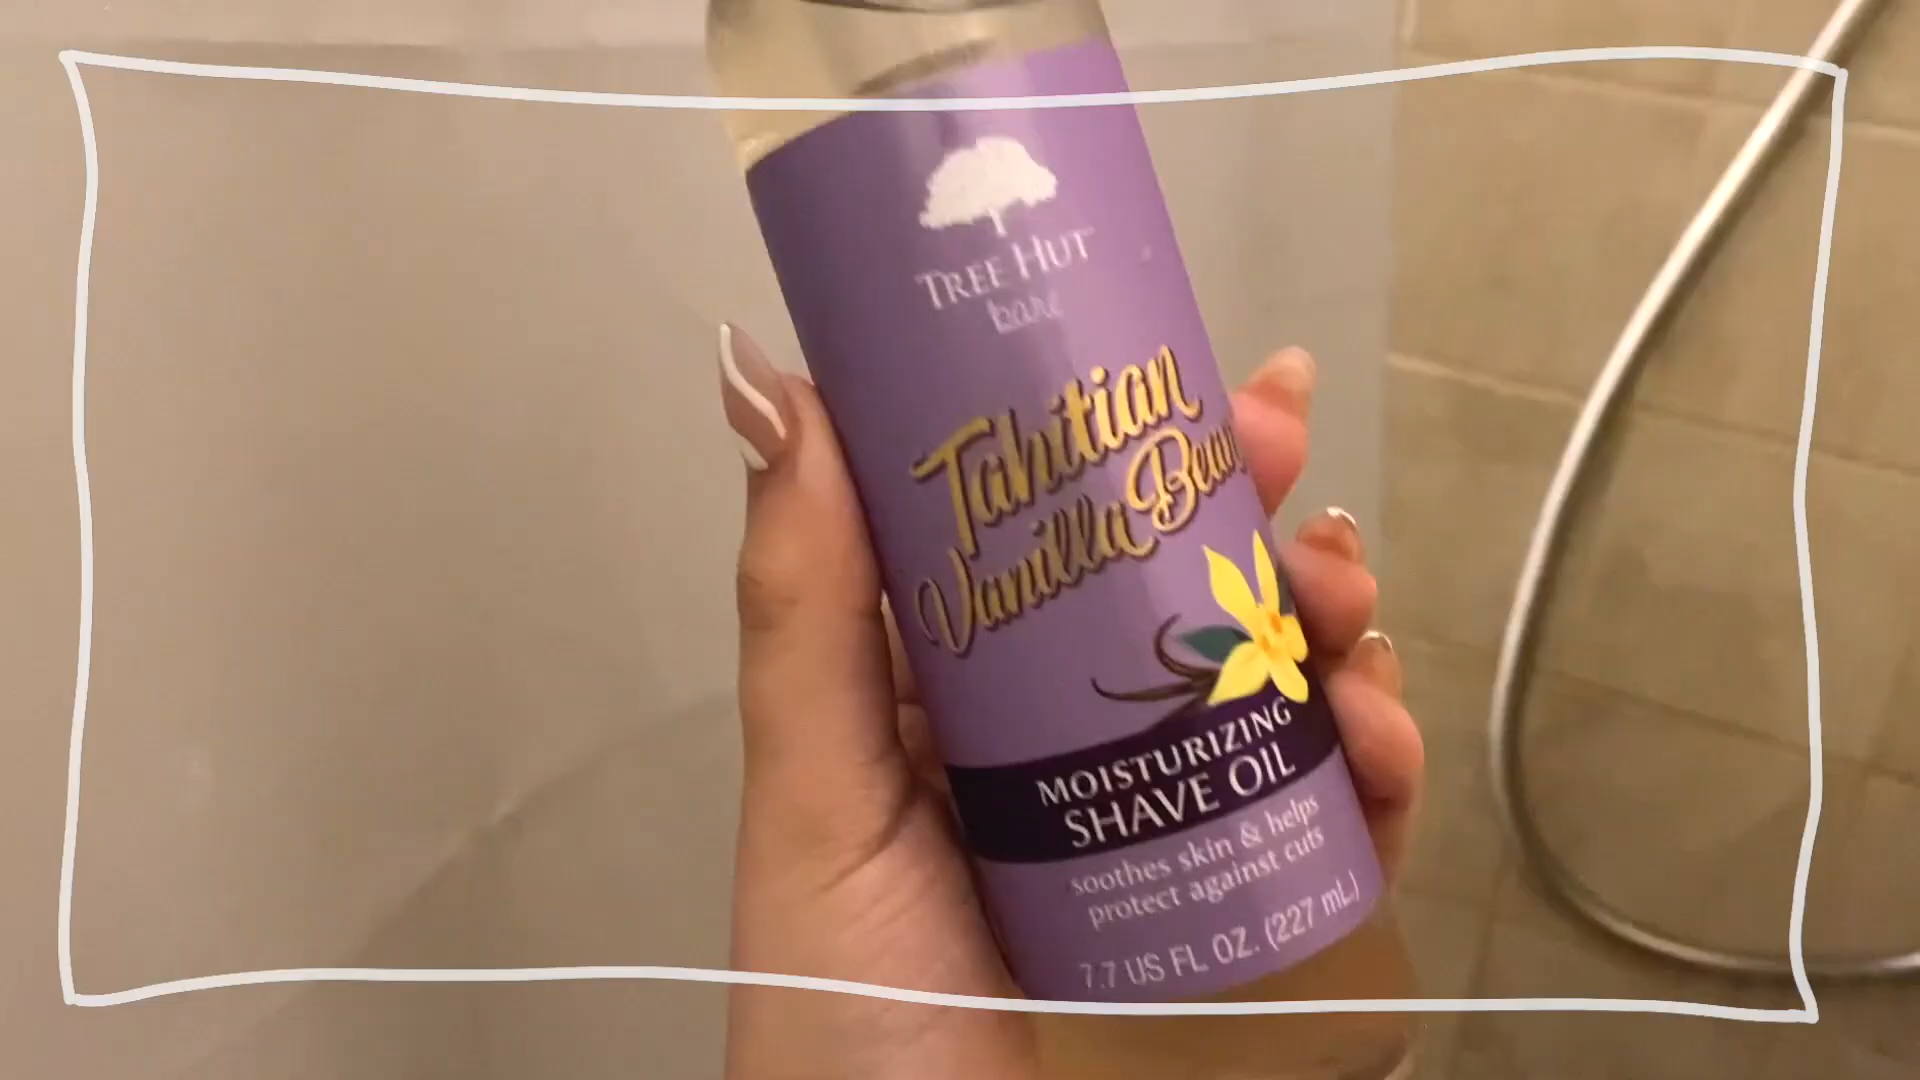 TREE HUT
bare
Tahitian
Vanilla Bean
MOISTURIZING
SHAVE OIL
soothes skin & helps
protect against cuts
7.7 US FL OZ. (227 mL)